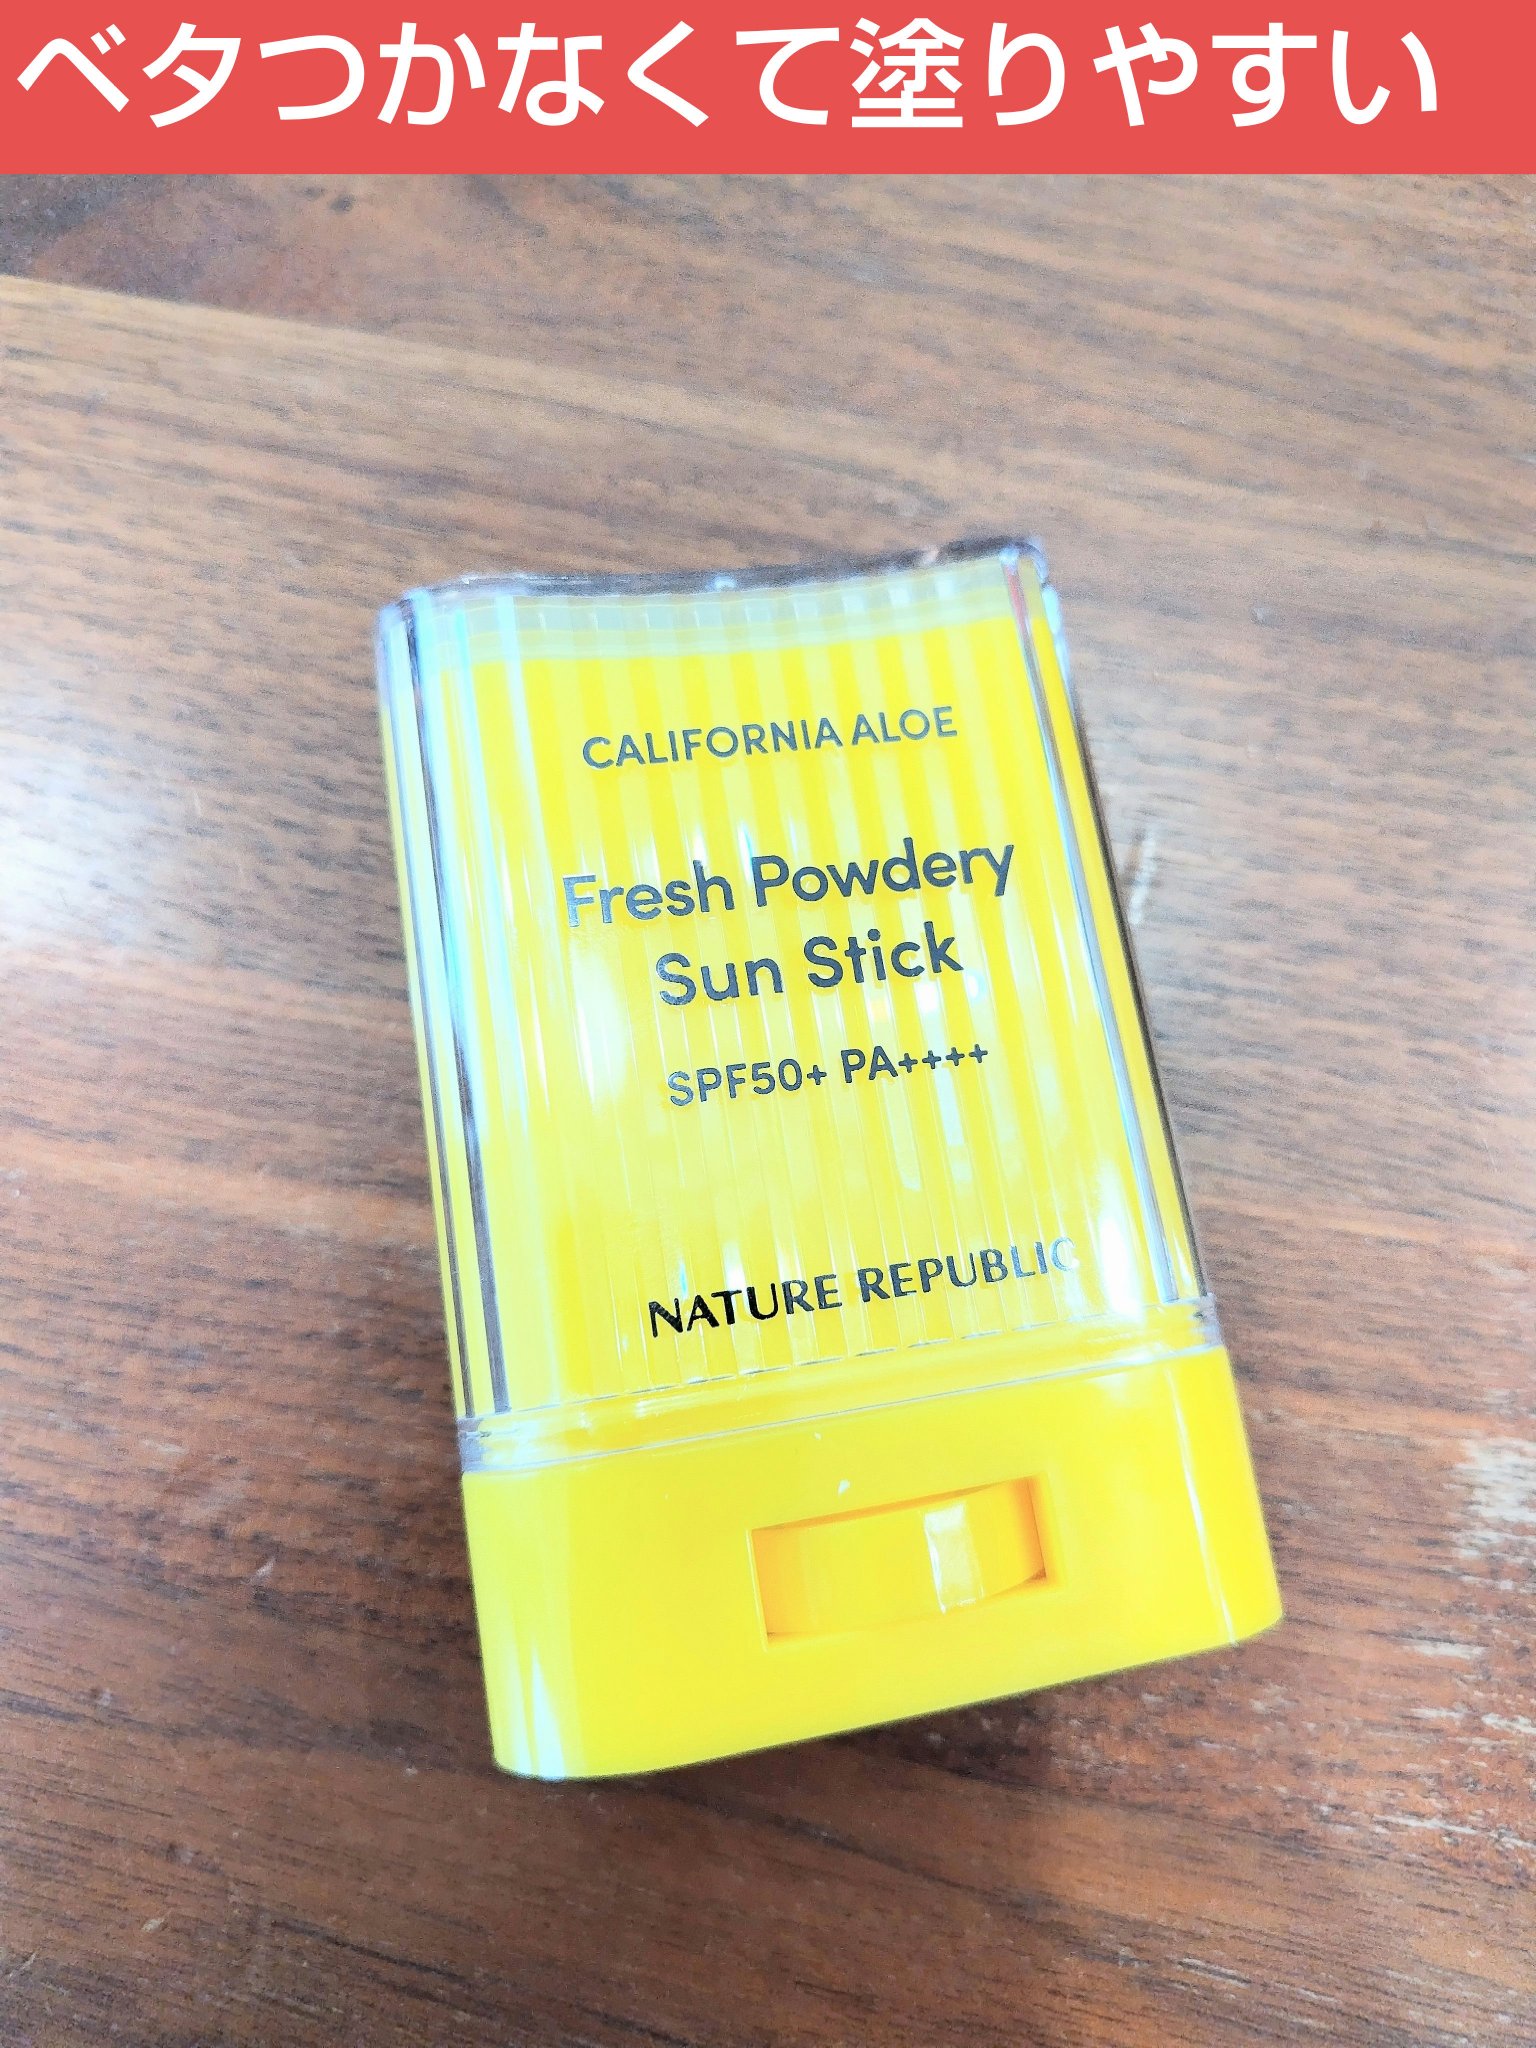 ベタつかなくて塗りやすい
CALIFORNIA ALOE
Fresh Powdery
Sun Stick
SPF50+ PA++++
NATURE REPUBLIC